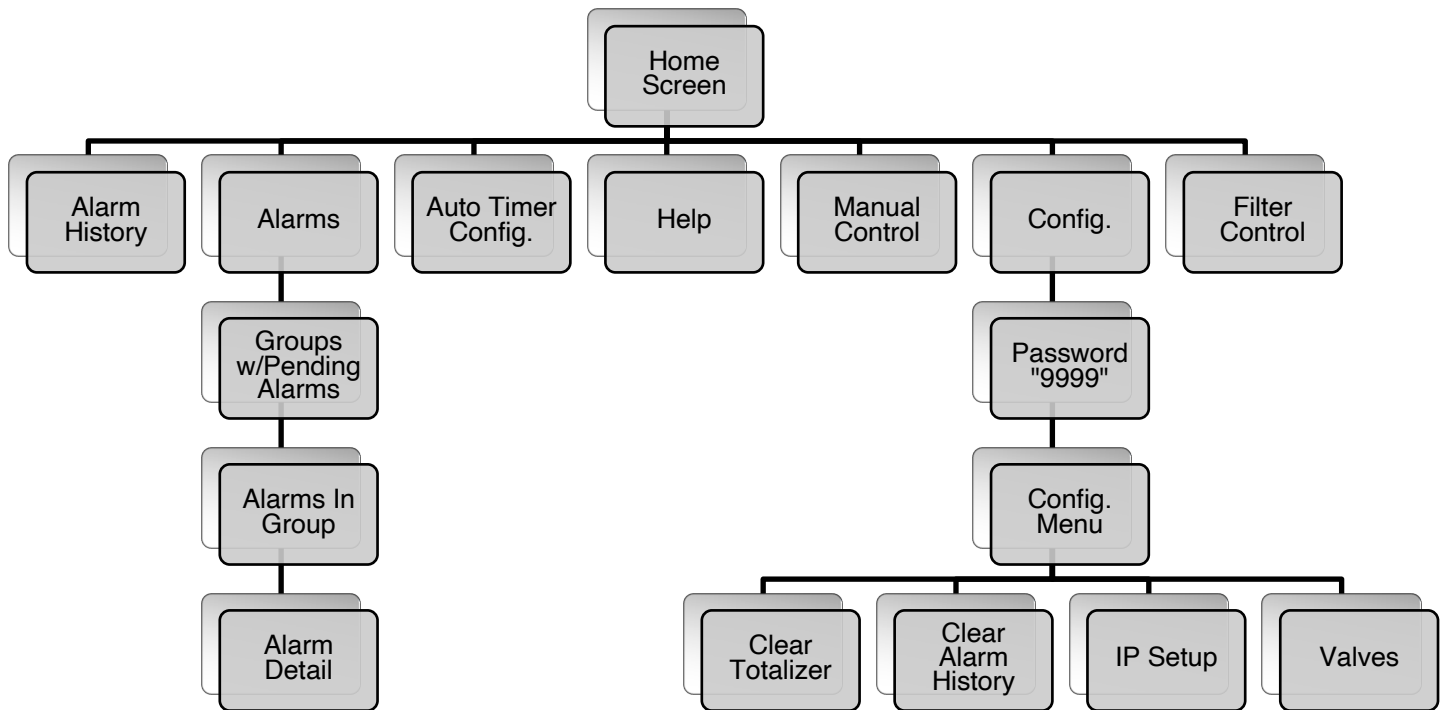 Home
Screen
Alarm
History
Alarms
Auto Timer
Config.
Help
Manual
Control
Config.
Filter
Control
Groups
w/Pending
Alarms
Password
"9999"
Alarms In
Group
Config.
Menu
Alarm
Detail
Clear
Totalizer
Clear
Alarm
History
IP Setup
Valves